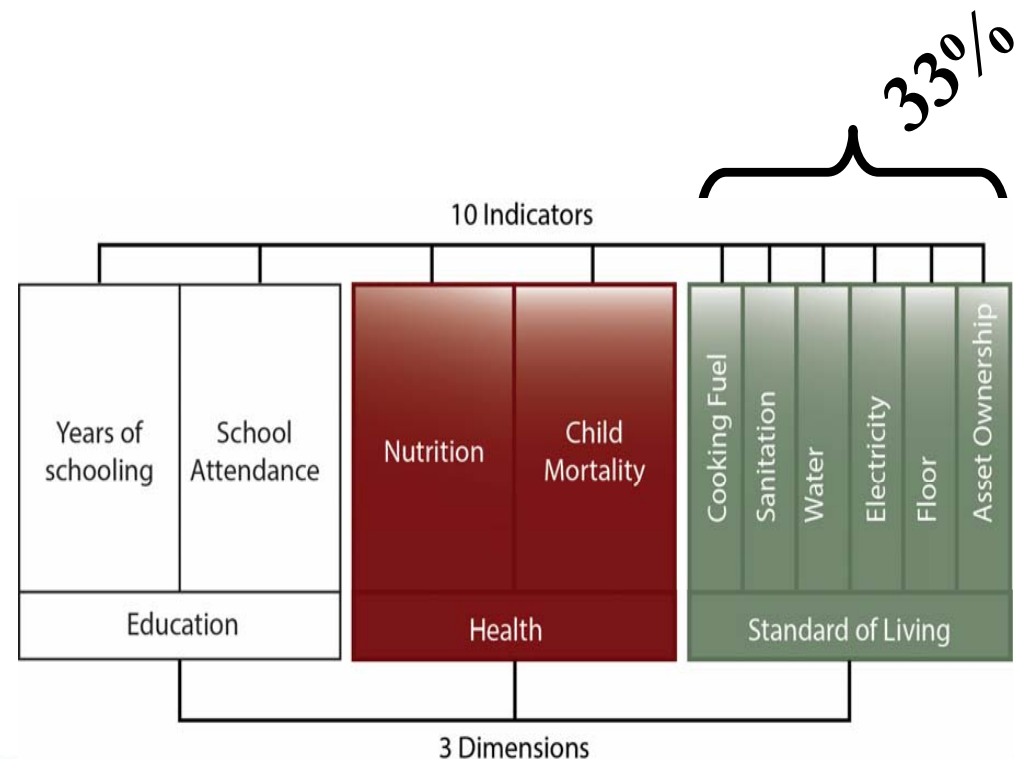 33%
10 Indicators
Years of
schooling
School
Attendance
Nutrition
Child
Mortality
Cooking Fuel
Sanitation
Water
Electricity
Floor
Asset Ownership
Education
Health
Standard of Living
3 Dimensions